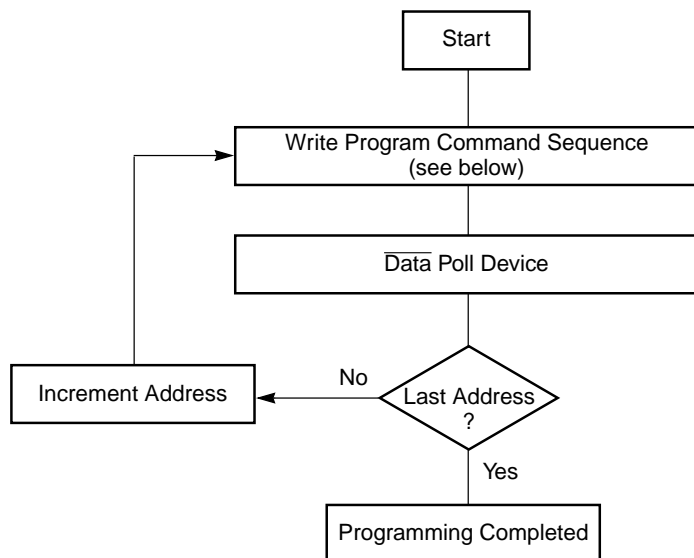 Start
Write Program Command Sequence
(see below)
Data Poll Device
No
Increment Address
Last Address
?
Yes
Programming Completed